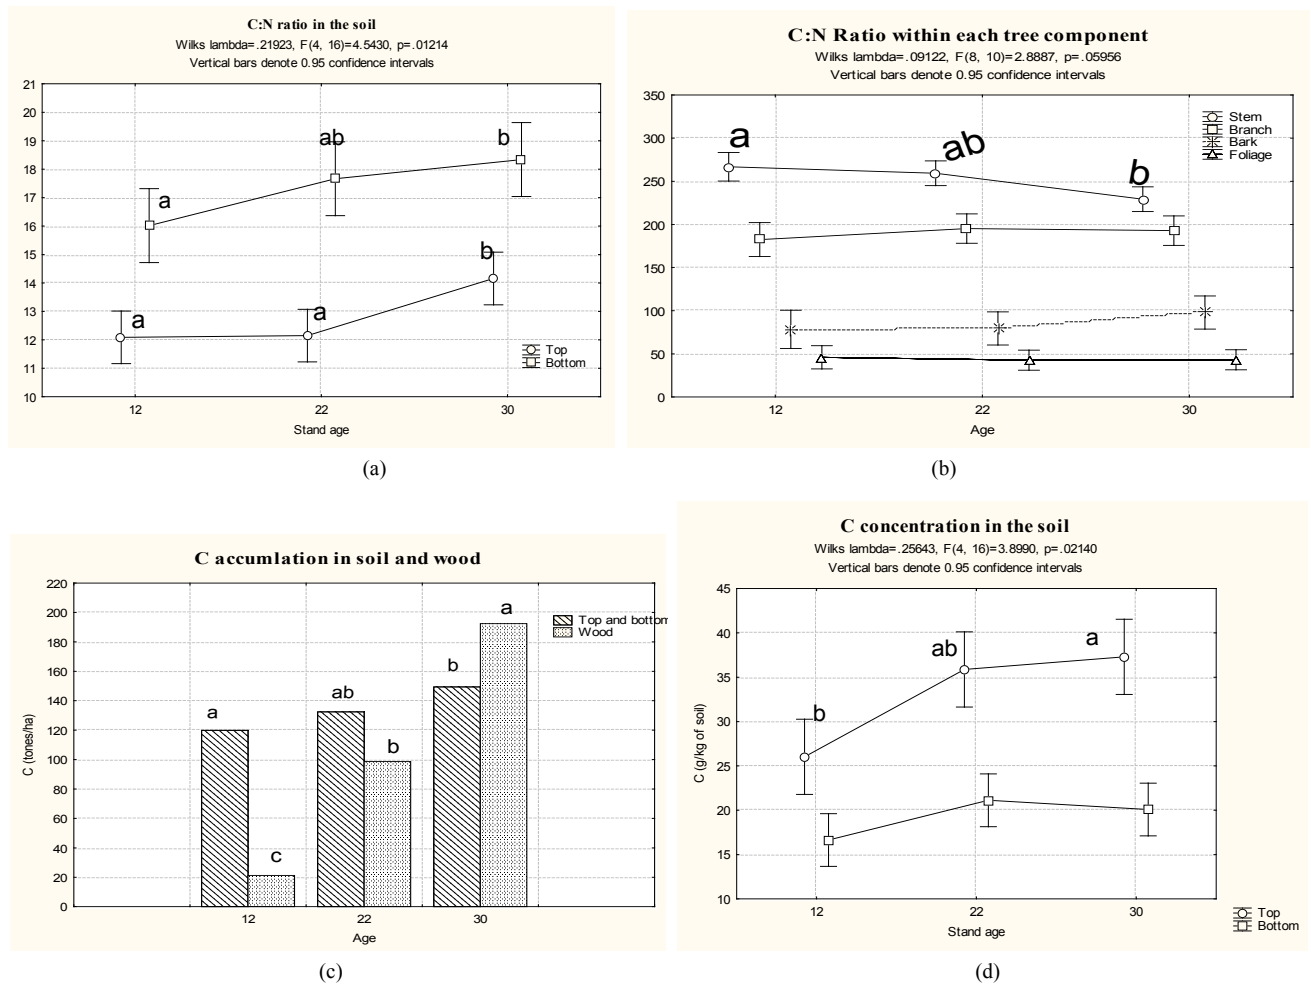 C:N ratio in the soil
Wilks lambda=.21923, F(4, 16)=4.5430, p=.01214
Vertical bars denote 0.95 confidence intervals
21
20
19
18
17
16
15
14
13
12
11
10
a
ab
b
a
a
b
Top
Bottom
12
22
30
Stand age
(a)
C:N Ratio within each tree component
Wilks lambda=.09122, F(8, 10)=2.8887, p=.05956
Vertical bars denote 0.95 confidence intervals
350
300
250
200
150
100
50
0
a
ab
b
Stem
Branch
Bark
Foliage
12
22
30
Age
(b)
C accumlation in soil and wood
220
200
180
160
140
120
100
80
60
40
20
0
C (tones/ha)
a
c
ab
b
b
a
Top and bottom
Wood
12
22
30
Age
(c)
C concentration in the soil
Wilks lambda=.25643, F(4, 16)=3.8990, p=.02140
Vertical bars denote 0.95 confidence intervals
45
40
35
30
25
20
15
10
C (g/kg of soil)
b
ab
a
12
22
30
Stand age
Top
Bottom
(d)